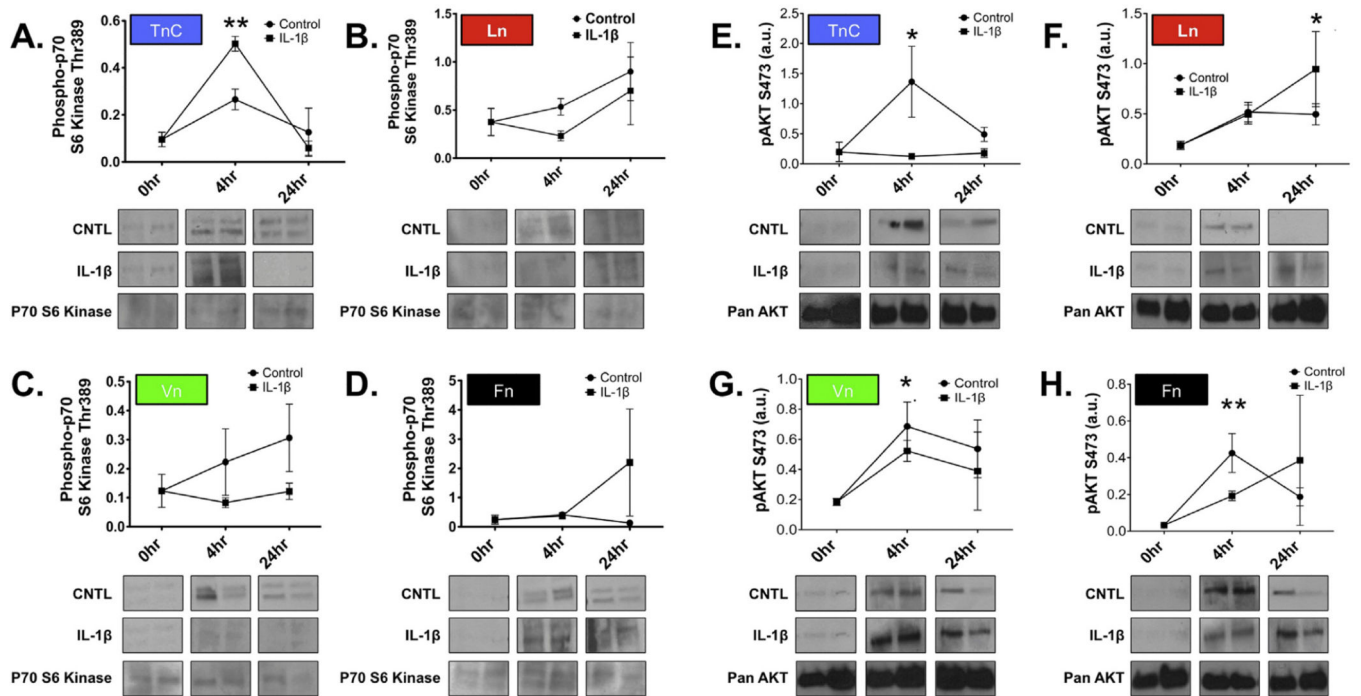 A.
TnC
**
Control
IL-1β
Phospho-p70
S6 Kinase Thr389
0.6
0.4
0.2
0.0
0hr
4hr
24hr
CNTL
IL-1β
P70 S6 Kinase
B.
Ln
Control
IL-1β
Phospho-p70
S6 Kinase Thr389
1.5
1.0
0.5
0.0
0hr
4hr
24hr
CNTL
IL-1β
P70 S6 Kinase
E.
TnC
*
Control
IL-1β
pAKT S473 (a.u.)
2.5
2.0
1.5
1.0
0.5
0.0
0hr
4hr
24hr
CNTL
IL-1β
Pan AKT
F.
Ln
*
Control
IL-1β
pAKT S473 (a.u.)
1.5
1.0
0.5
0.0
0hr
4hr
24hr
CNTL
IL-1β
Pan AKT
C.
Vn
Control
IL-1β
Phospho-p70
S6 Kinase Thr389
0.5
0.4
0.3
0.2
0.1
0.0
0hr
4hr
24hr
CNTL
IL-1β
P70 S6 Kinase
D.
Fn
Control
IL-1β
Phospho-p70
S6 Kinase Thr389
5
4
3
2
1
0
0hr
4hr
24hr
CNTL
IL-1β
P70 S6 Kinase
G.
Vn
*
Control
IL-1β
pAKT S473 (a.u.)
1.0
0.8
0.6
0.4
0.2
0.0
0hr
4hr
24hr
CNTL
IL-1β
Pan AKT
H.
Fn
**
Control
IL-1β
pAKT S473 (a.u.)
0.8
0.6
0.4
0.2
0.0
0hr
4hr
24hr
CNTL
IL-1β
Pan AKT